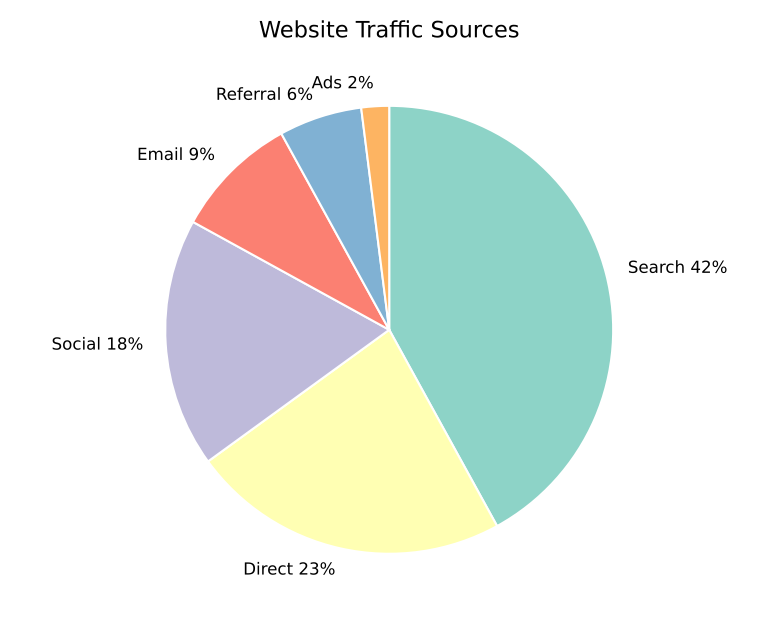 Website Traffic Sources
Ads 2%
Referral 6%
Email 9%
Search 42%
Social 18%
Direct 23%